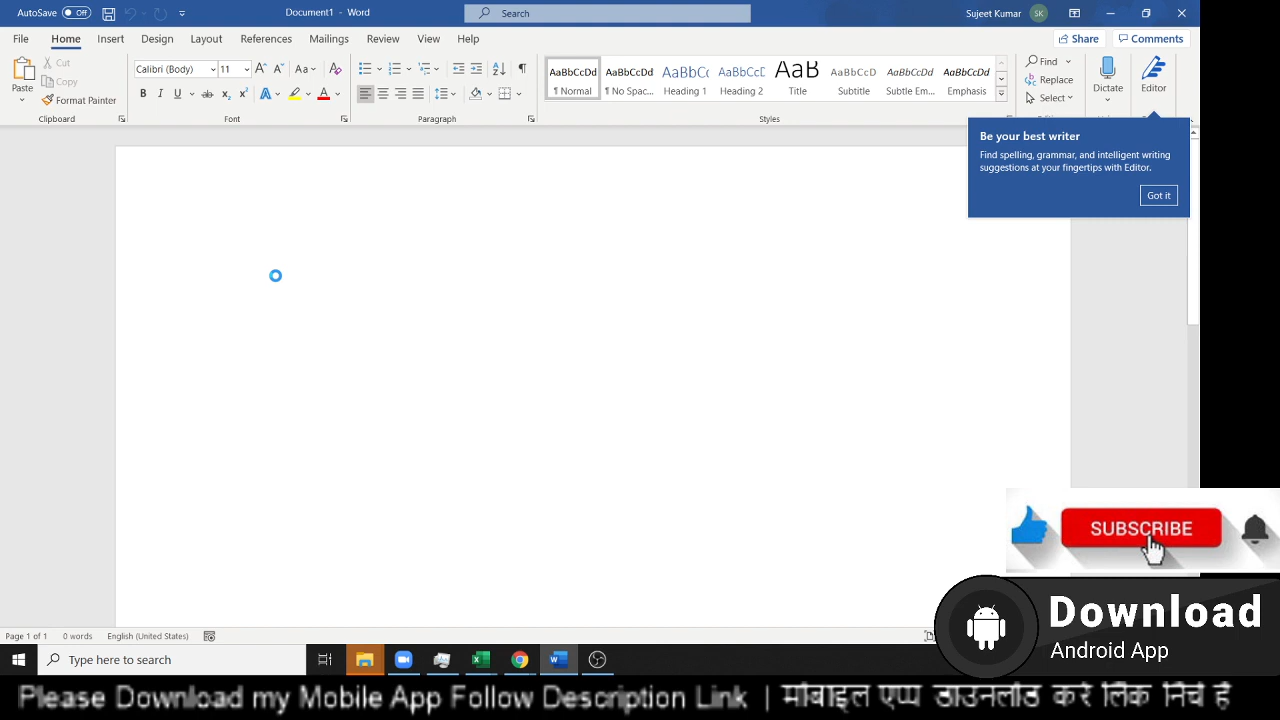 AutoSave Off Document1 - Word Search Sujeet Kumar SK
File Home Insert Design Layout References Mailings Review View Help Share Comments
Paste Cut Copy Format Painter
Calibri (Body) 11 Aa
B I U ab x₂ x² A A
AaBbCcDd AaBbCcDd AaBbCc AaBbCcC AaB AaBbCcD AaBbCcDd AaBbCcDd
¶ Normal ¶ No Spac... Heading 1 Heading 2 Title Subtitle Subtle Em... Emphasis
Find Replace Select
Dictate Editor
Clipboard Font Paragraph Styles
Be your best writer
Find spelling, grammar, and intelligent writing
suggestions at your fingertips with Editor.
Got it
SUBSCRIBE
Download
Android App
Page 1 of 1 0 words English (United States)
Type here to search
Please Download my Mobile App Follow Description Link | मोबाइल एप्प डाउनलोड करे लिंक निचे है